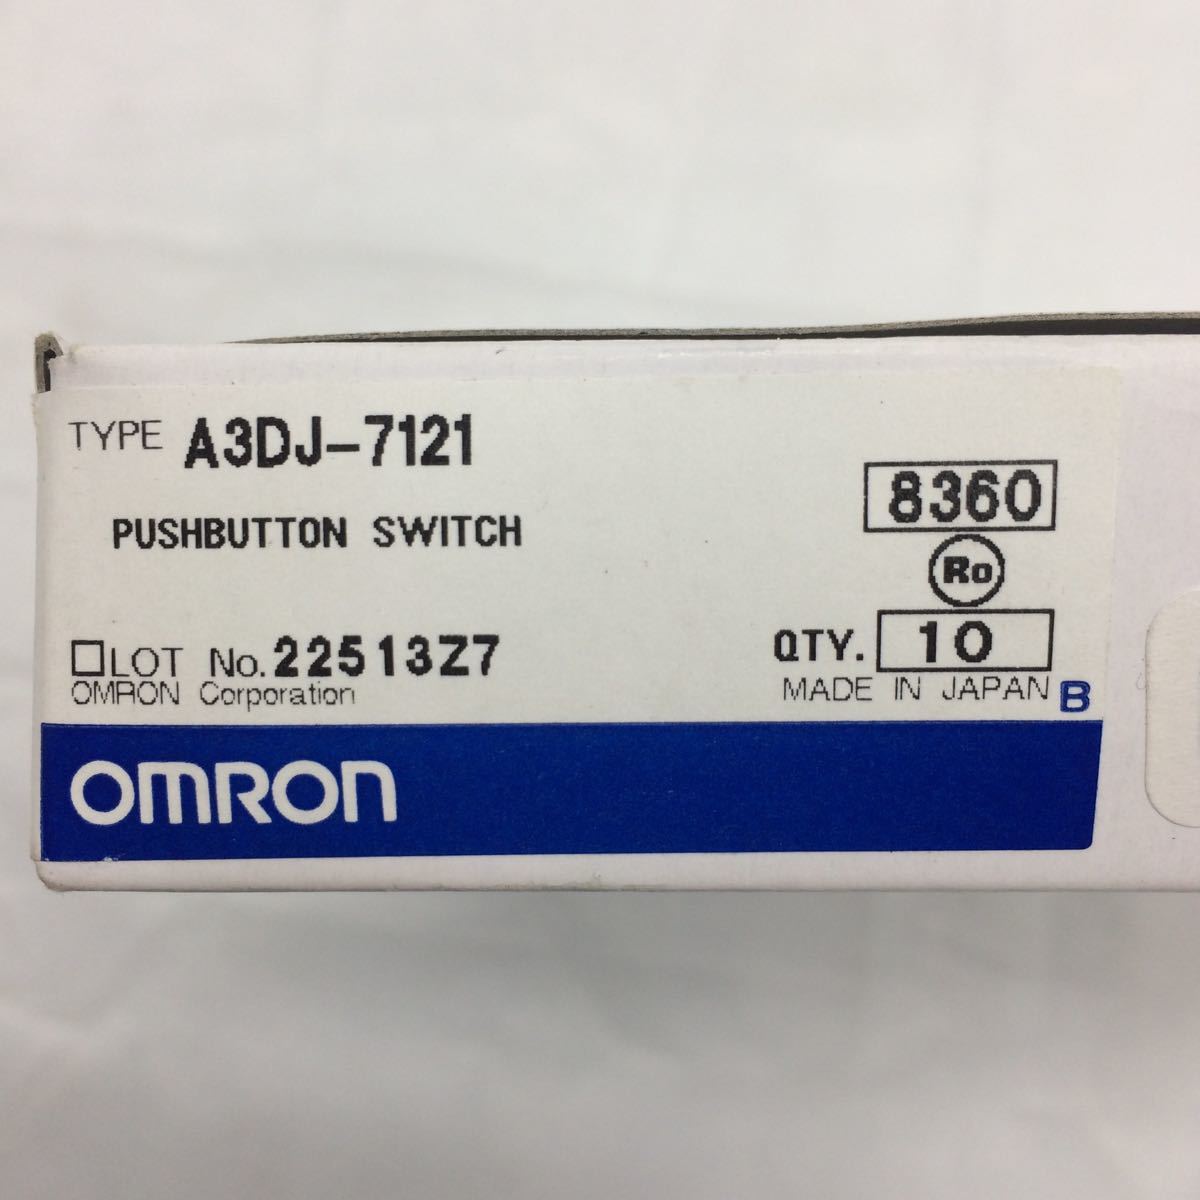 TYPE A3DJ-7121
8360
PUSHBUTTON SWITCH
Ro
□LOT No. 22513Z7
QTY. 10
OMRON Corporation
MADE IN JAPAN B
OMRON